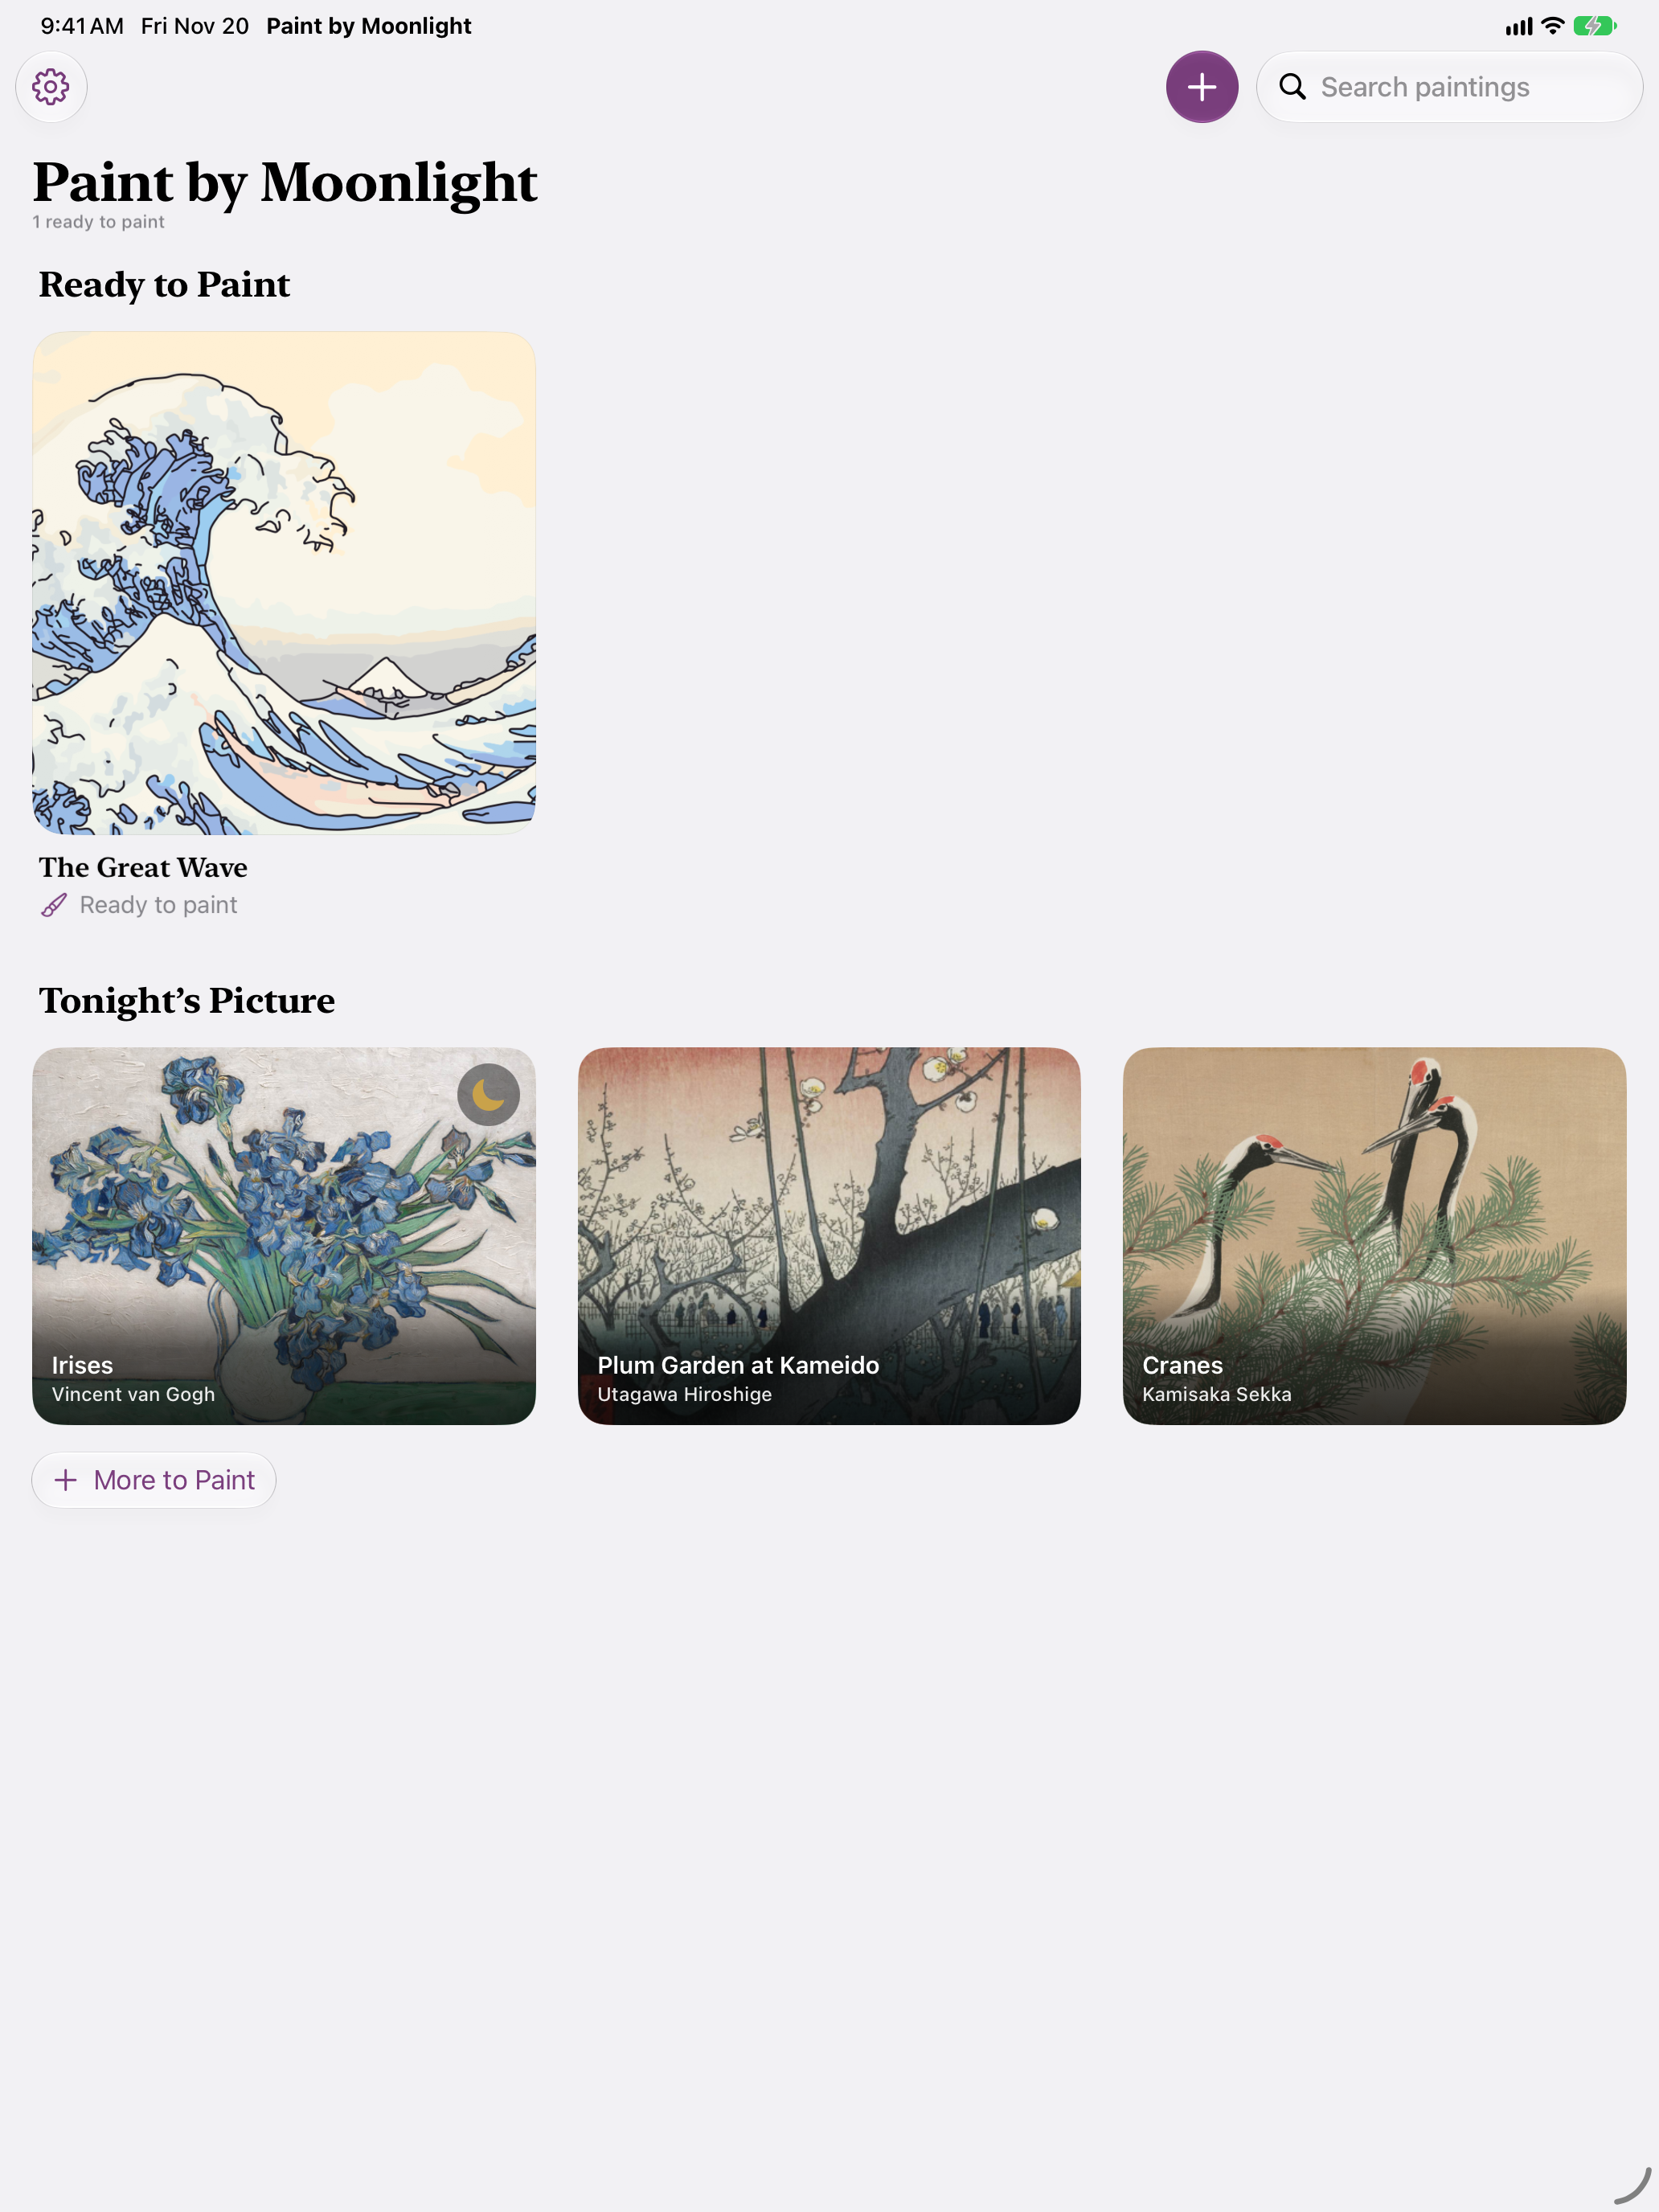 9:41 AM Fri Nov 20 Paint by Moonlight
Search paintings
Paint by Moonlight
1 ready to paint
Ready to Paint
The Great Wave
Ready to paint
Tonight’s Picture
Irises
Vincent van Gogh
Plum Garden at Kameido
Utagawa Hiroshige
Cranes
Kamisaka Sekka
More to Paint